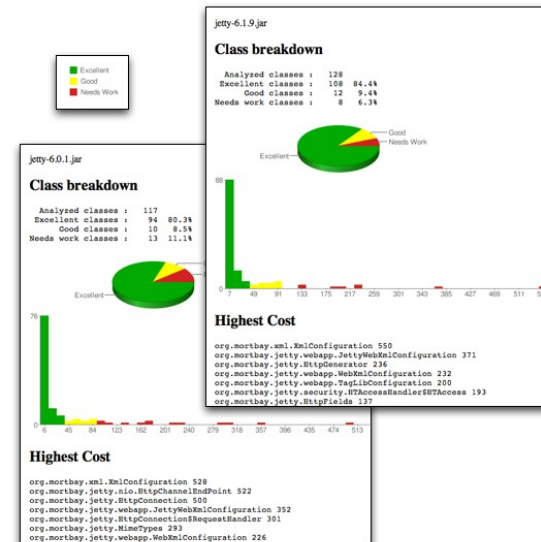 Excellent
Good
Needs Work
jetty-6.1.9.jar
Class breakdown
Analyzed classes : 128
Excellent classes : 108 84.4%
Good classes : 12 9.4%
Needs work classes : 8 6.3%
Good
Needs Work
Excellent
88
0
7 49 91 133 175 217 259 301 343 385 427 469 511
Highest Cost
org.mortbay.xml.XmlConfiguration 550
org.mortbay.jetty.webapp.JettyWebXmlConfiguration 371
org.mortbay.jetty.HttpGenerator 236
org.mortbay.jetty.webapp.WebXmlConfiguration 232
org.mortbay.jetty.webapp.TagLibConfiguration 200
org.mortbay.jetty.security.HTAccessHandler$HTAccess 193
org.mortbay.jetty.HttpFields 137
jetty-6.0.1.jar
Class breakdown
Analyzed classes : 117
Excellent classes : 94 80.3%
Good classes : 10 8.5%
Needs work classes : 13 11.1%
Excellent
76
0
6 45 84 123 162 201 240 279 318 357 396 435 474 513
Highest Cost
org.mortbay.xml.XmlConfiguration 528
org.mortbay.jetty.nio.HttpChannelEndPoint 522
org.mortbay.jetty.HttpConnection 500
org.mortbay.jetty.webapp.JettyWebXmlConfiguration 352
org.mortbay.jetty.HttpConnection$RequestHandler 301
org.mortbay.jetty.MimeTypes 293
org.mortbay.jetty.webapp.WebXmlConfiguration 226